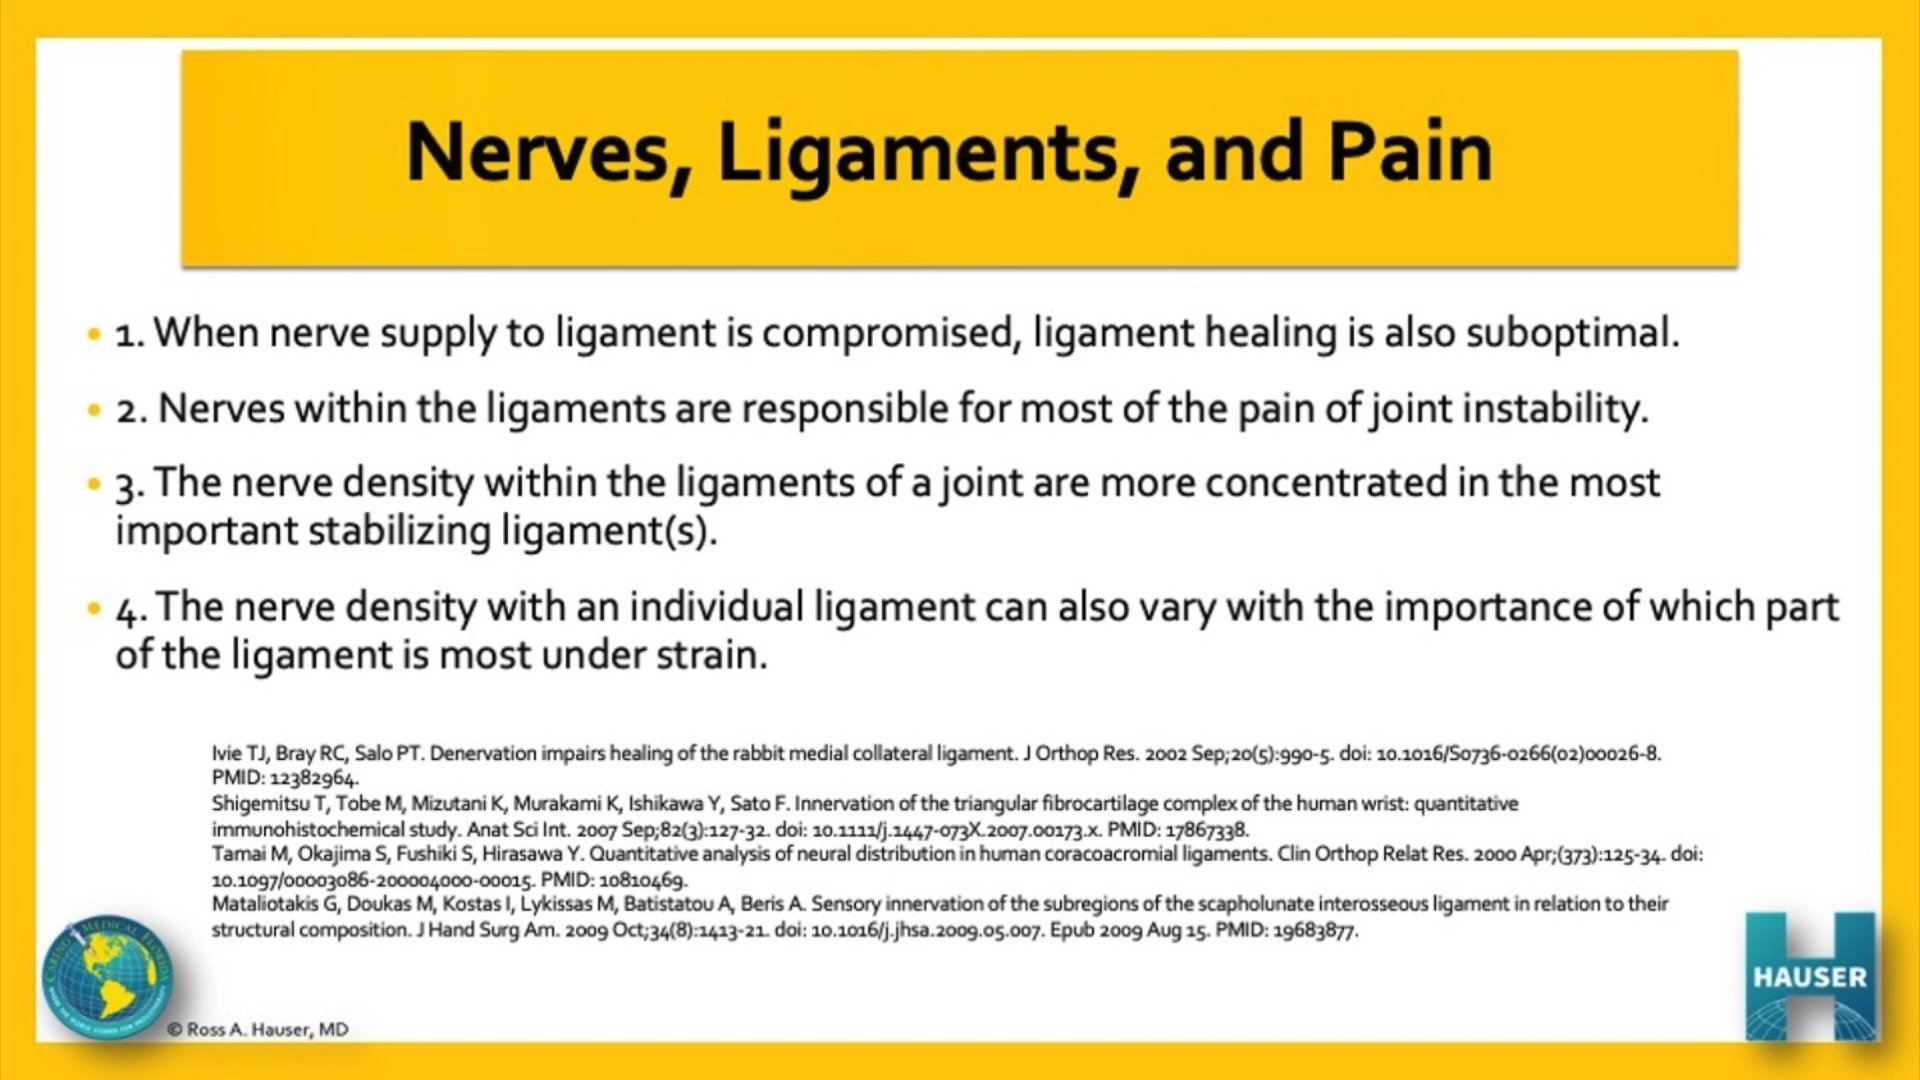 Nerves, Ligaments, and Pain
• 1. When nerve supply to ligament is compromised, ligament healing is also suboptimal.
• 2. Nerves within the ligaments are responsible for most of the pain of joint instability.
• 3. The nerve density within the ligaments of a joint are more concentrated in the most
important stabilizing ligament(s).
• 4. The nerve density with an individual ligament can also vary with the importance of which part
of the ligament is most under strain.
Ivie TJ, Bray RC, Salo PT. Denervation impairs healing of the rabbit medial collateral ligament. J Orthop Res. 2002 Sep;20(5):990-5. doi: 10.1016/S0736-0266(02)00026-8.
PMID: 12382964.
Shigemitsu T, Tobe M, Mizutani K, Murakami K, Ishikawa Y, Sato F. Innervation of the triangular fibrocartilage complex of the human wrist: quantitative
immunohistochemical study. Anat Sci Int. 2007 Sep;82(3):127-32. doi: 10.1111/j.1447-073X.2007.00173.x. PMID: 17867338.
Tamai M, Okajima S, Fushiki S, Hirasawa Y. Quantitative analysis of neural distribution in human coracoacromial ligaments. Clin Orthop Relat Res. 2000 Apr;(373):125-34. doi:
10.1097/00003086-200004000-00015. PMID: 10810469.
Mataliotakis G, Doukas M, Kostas I, Lykissas M, Batistatou A, Beris A. Sensory innervation of the subregions of the scapholunate interosseous ligament in relation to their
structural composition. J Hand Surg Am. 2009 Oct;34(8):1413-21. doi: 10.1016/j.jhsa.2009.05.007. Epub 2009 Aug 15. PMID: 19683877.
CARING MEDICAL FLORIDA
HAUSER
© Ross A. Hauser, MD